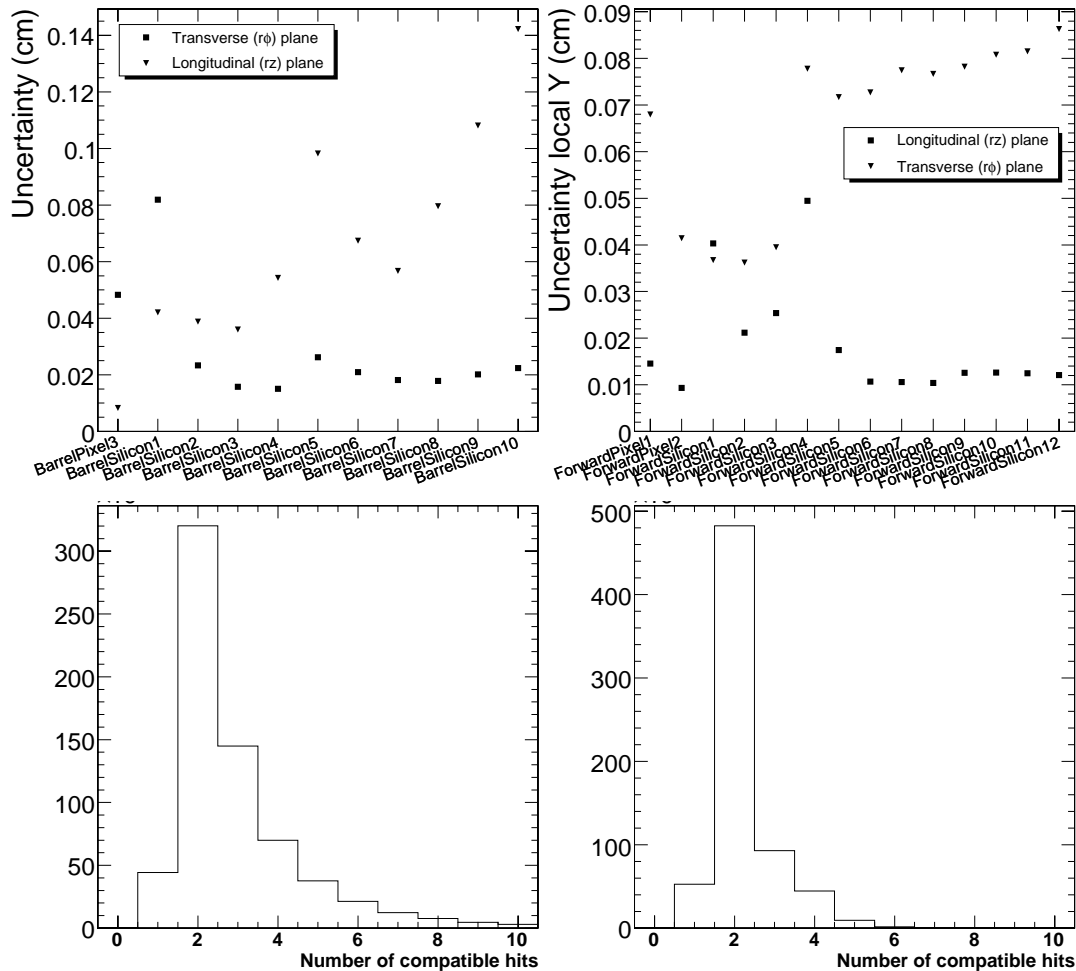 Uncertainty (cm)
0.14
0.12
0.1
0.08
0.06
0.04
0.02
0
Transverse (rϕ) plane
Longitudinal (rz) plane
BarrelPixel3
BarrelSilicon1
BarrelSilicon2
BarrelSilicon3
BarrelSilicon4
BarrelSilicon5
BarrelSilicon6
BarrelSilicon7
BarrelSilicon8
BarrelSilicon9
BarrelSilicon10
Uncertainty local Y (cm)
0.09
0.08
0.07
0.06
0.05
0.04
0.03
0.02
0.01
0
Longitudinal (rz) plane
Transverse (rϕ) plane
ForwardPixel1
ForwardPixel2
ForwardSilicon1
ForwardSilicon2
ForwardSilicon3
ForwardSilicon4
ForwardSilicon5
ForwardSilicon6
ForwardSilicon7
ForwardSilicon8
ForwardSilicon9
ForwardSilicon10
ForwardSilicon11
ForwardSilicon12
300
250
200
150
100
50
0
0 2 4 6 8 10
Number of compatible hits
500
400
300
200
100
0
0 2 4 6 8 10
Number of compatible hits